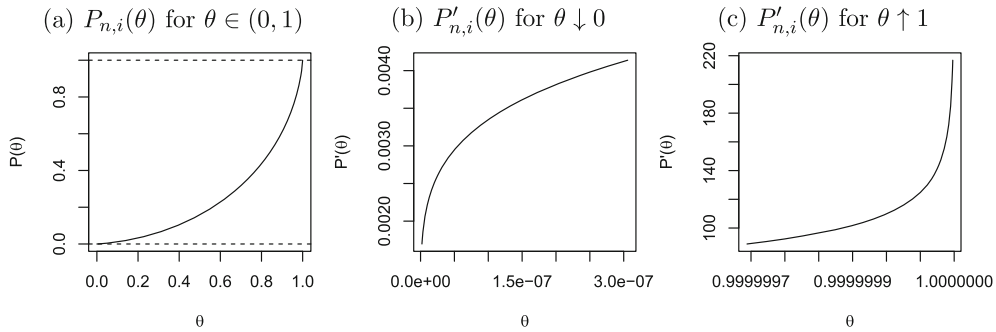 (a) Pn,i(θ) for θ ∈ (0, 1)
P(θ)
0.0 0.4 0.8
0.0 0.2 0.4 0.6 0.8 1.0
θ
(b) P′n,i(θ) for θ ↓ 0
P'(θ)
0.0020 0.0030 0.0040
0.0e+00 1.5e-07 3.0e-07
θ
(c) P′n,i(θ) for θ ↑ 1
P'(θ)
100 140 180 220
0.9999997 0.9999999 1.0000000
θ